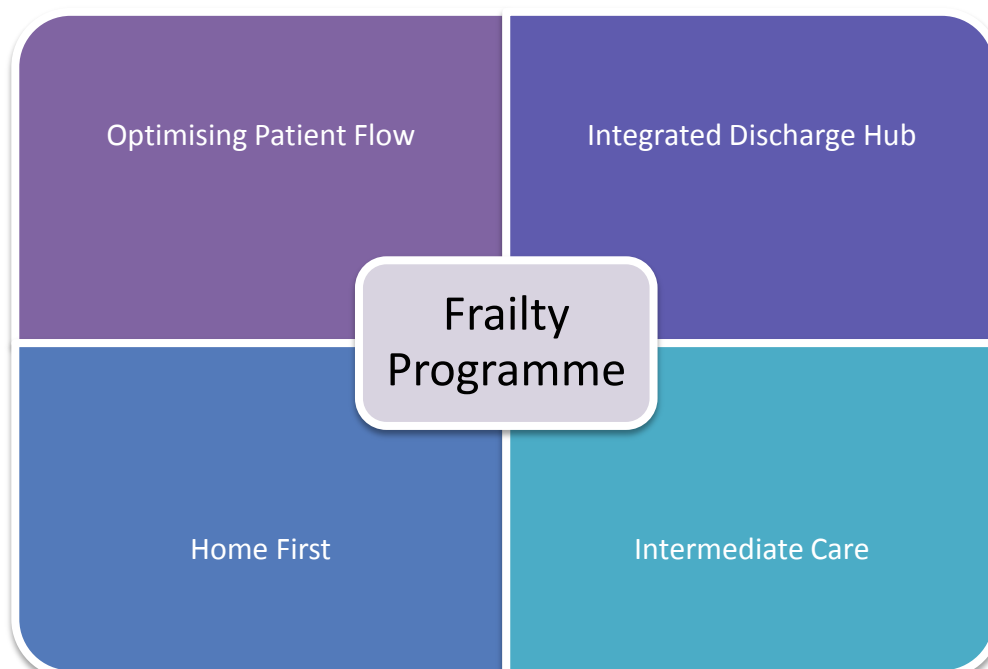 Optimising Patient Flow
Integrated Discharge Hub
Frailty
Programme
Home First
Intermediate Care